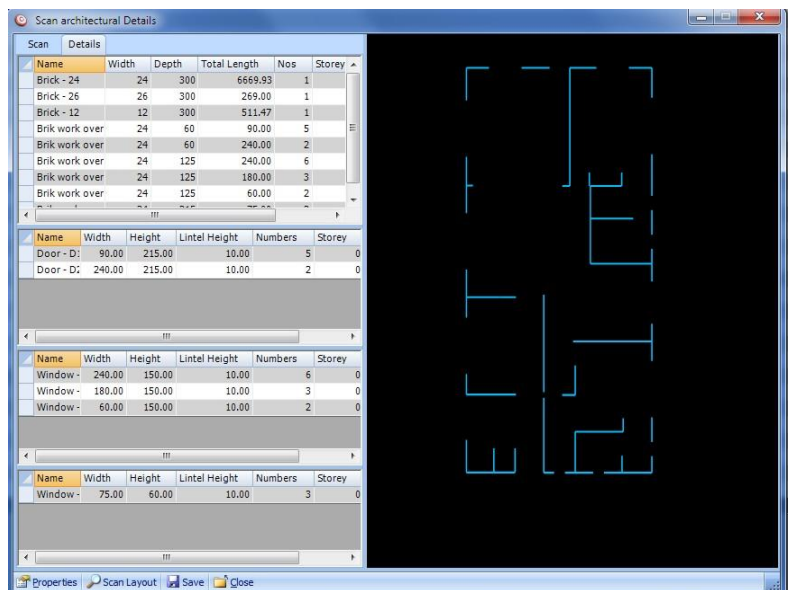 Scan architectural Details
Scan Details
Name Width Depth Total Length Nos Storey
Brick - 24 24 300 6669.93 1
Brick - 26 26 300 269.00 1
Brick - 12 12 300 511.47 1
Brik work over 24 60 90.00 5
Brik work over 24 60 240.00 2
Brik work over 24 125 240.00 6
Brik work over 24 125 180.00 3
Brik work over 24 125 60.00 2
Name Width Height Lintel Height Numbers Storey
Door - D1 90.00 215.00 10.00 5 0
Door - D2 240.00 215.00 10.00 2 0
Name Width Height Lintel Height Numbers Storey
Window - 240.00 150.00 10.00 6 0
Window - 180.00 150.00 10.00 3 0
Window - 60.00 150.00 10.00 2 0
Name Width Height Lintel Height Numbers Storey
Window - 75.00 60.00 10.00 3 0
Properties Scan Layout Save Close